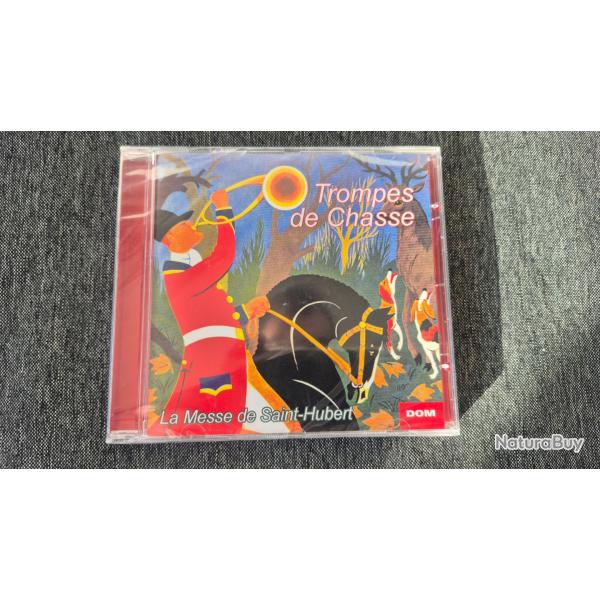 Trompes
de Chasse
La Messe de Saint-Hubert
DOM
NaturaBuy